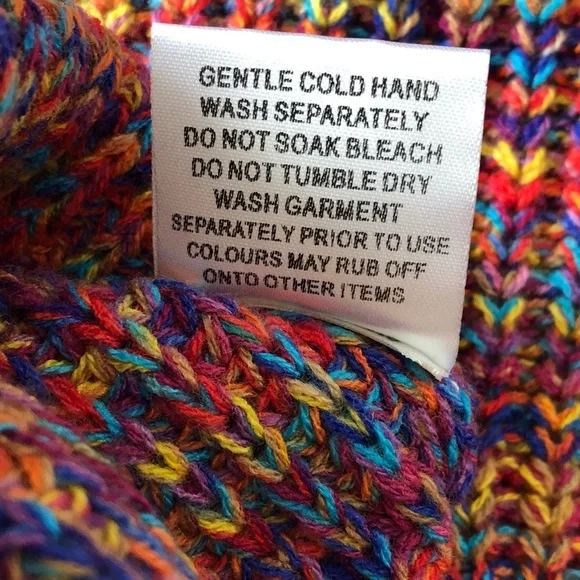 GENTLE COLD HAND
WASH SEPARATELY
DO NOT SOAK BLEACH
DO NOT TUMBLE DRY
WASH GARMENT
SEPARATELY PRIOR TO USE
COLOURS MAY RUB OFF
ONTO OTHER ITEMS